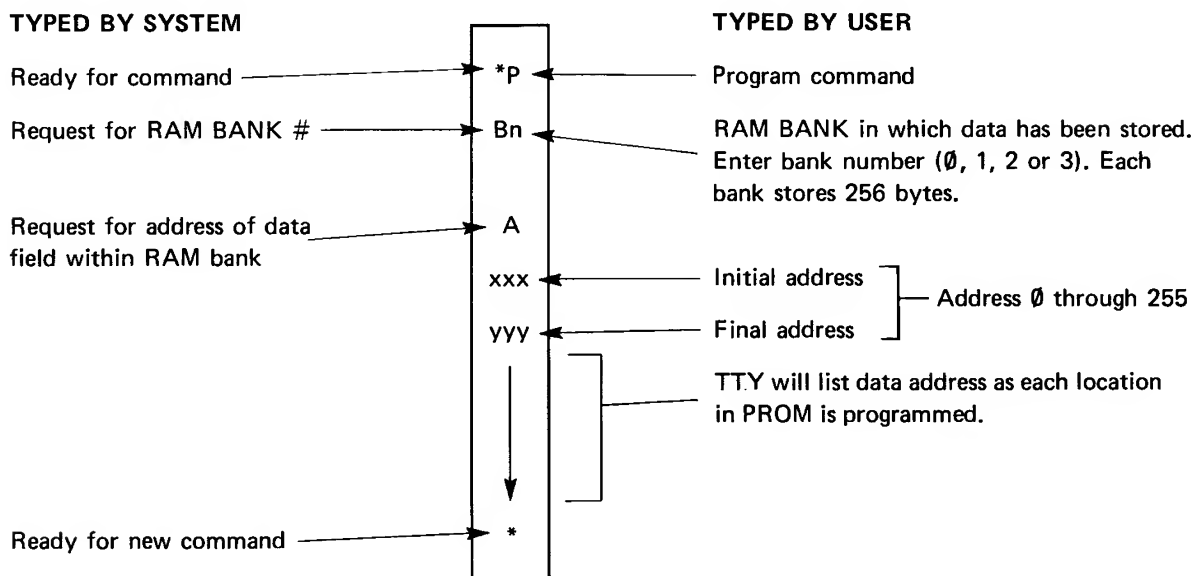 TYPED BY SYSTEM
TYPED BY USER
Ready for command
*P
Program command
Request for RAM BANK #
Bn
RAM BANK in which data has been stored.
Enter bank number (Ø, 1, 2 or 3). Each
bank stores 256 bytes.
Request for address of data
field within RAM bank
A
xxx
Initial address
Address Ø through 255
yyy
Final address
TTY will list data address as each location
in PROM is programmed.
Ready for new command
*